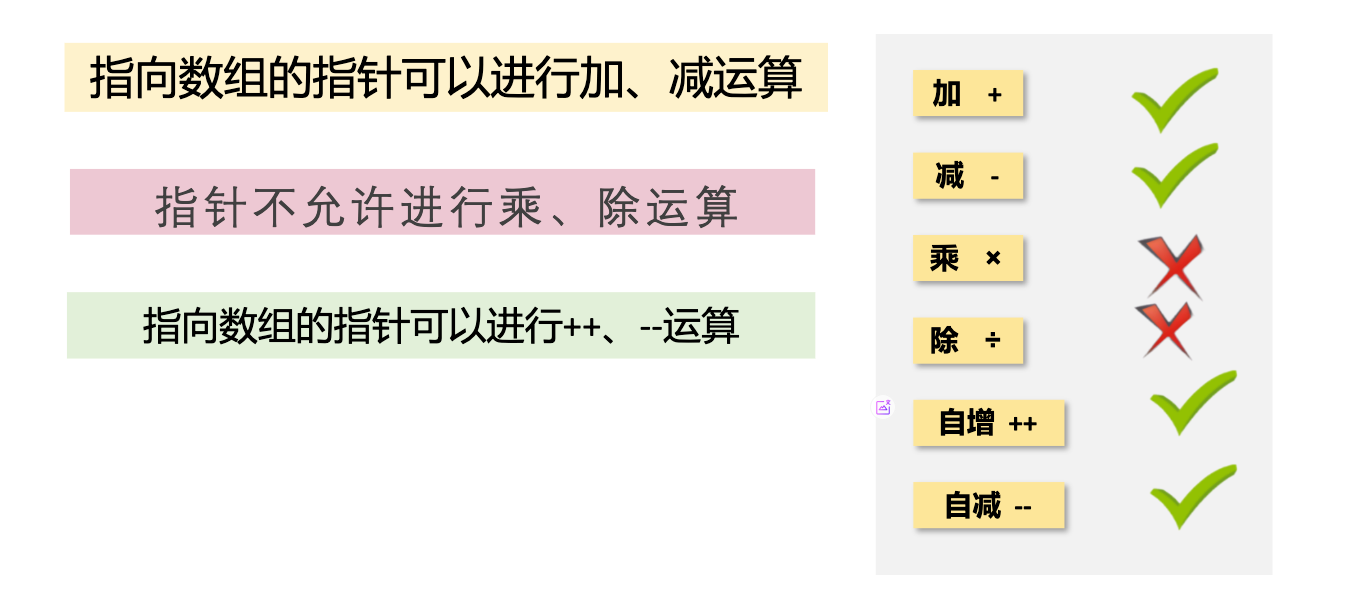 指向数组的指针可以进行加、减运算
指针不允许进行乘、除运算
指向数组的指针可以进行++、--运算
加 +
减 -
乘 ×
除 ÷
自增 ++
自减 --